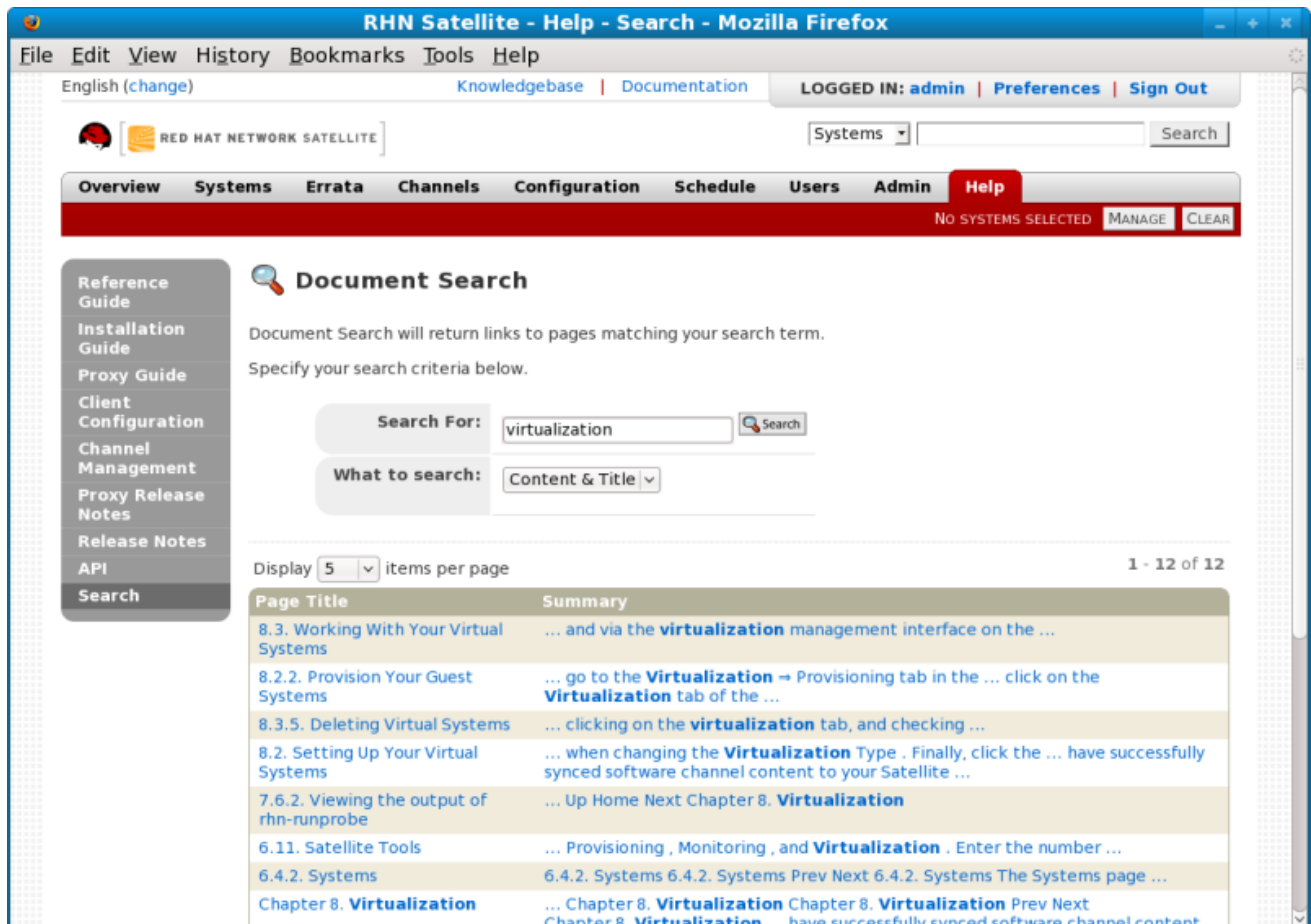 RHN Satellite - Help - Search - Mozilla Firefox
File Edit View History Bookmarks Tools Help
English (change) Knowledgebase | Documentation LOGGED IN: admin | Preferences | Sign Out
RED HAT NETWORK SATELLITE Systems Search
Overview Systems Errata Channels Configuration Schedule Users Admin Help
NO SYSTEMS SELECTED MANAGE CLEAR
Reference
Guide
Installation
Guide
Proxy Guide
Client
Configuration
Channel
Management
Proxy Release
Notes
Release Notes
API
Search
Document Search
Document Search will return links to pages matching your search term.
Specify your search criteria below.
Search For: virtualization Search
What to search: Content & Title
Display 5 items per page 1 - 12 of 12
Page Title Summary
8.3. Working With Your Virtual
Systems
... and via the virtualization management interface on the ...
8.2.2. Provision Your Guest
Systems
... go to the Virtualization → Provisioning tab in the ... click on the
Virtualization tab of the ...
8.3.5. Deleting Virtual Systems ... clicking on the virtualization tab, and checking ...
8.2. Setting Up Your Virtual
Systems
... when changing the Virtualization Type . Finally, click the ... have successfully
synced software channel content to your Satellite ...
7.6.2. Viewing the output of
rhn-runprobe
... Up Home Next Chapter 8. Virtualization
6.11. Satellite Tools ... Provisioning , Monitoring , and Virtualization . Enter the number ...
6.4.2. Systems 6.4.2. Systems 6.4.2. Systems Prev Next 6.4.2. Systems The Systems page ...
Chapter 8. Virtualization ... Chapter 8. Virtualization Chapter 8. Virtualization Prev Next
Chapter 8. Virtualization ... have successfully synced software channel content